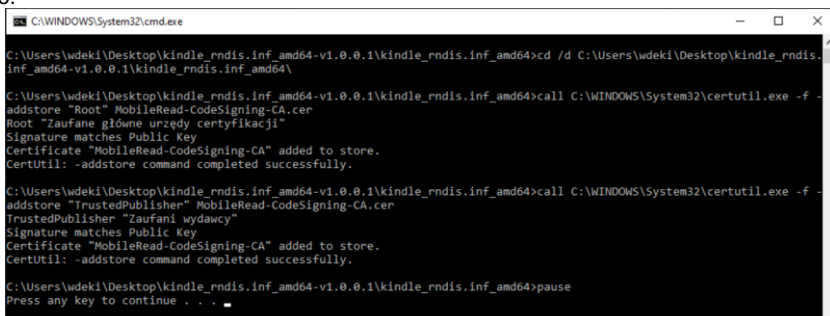 C:\WINDOWS\System32\cmd.exe
C:\Users\wdeki\Desktop\kindle_rndis.inf_amd64-v1.0.0.1\kindle_rndis.inf_amd64>cd /d C:\Users\wdeki\Desktop\kindle_rndis.
inf_amd64-v1.0.0.1\kindle_rndis.inf_amd64\
C:\Users\wdeki\Desktop\kindle_rndis.inf_amd64-v1.0.0.1\kindle_rndis.inf_amd64>call C:\WINDOWS\System32\certutil.exe -f -
addstore "Root" MobileRead-CodeSigning-CA.cer
Root "Zaufane główne urzędy certyfikacji"
Signature matches Public Key
Certificate "MobileRead-CodeSigning-CA" added to store.
CertUtil: -addstore command completed successfully.
C:\Users\wdeki\Desktop\kindle_rndis.inf_amd64-v1.0.0.1\kindle_rndis.inf_amd64>call C:\WINDOWS\System32\certutil.exe -f -
addstore "TrustedPublisher" MobileRead-CodeSigning-CA.cer
TrustedPublisher "Zaufani wydawcy"
Signature matches Public Key
Certificate "MobileRead-CodeSigning-CA" added to store.
CertUtil: -addstore command completed successfully.
C:\Users\wdeki\Desktop\kindle_rndis.inf_amd64-v1.0.0.1\kindle_rndis.inf_amd64>pause
Press any key to continue . . .